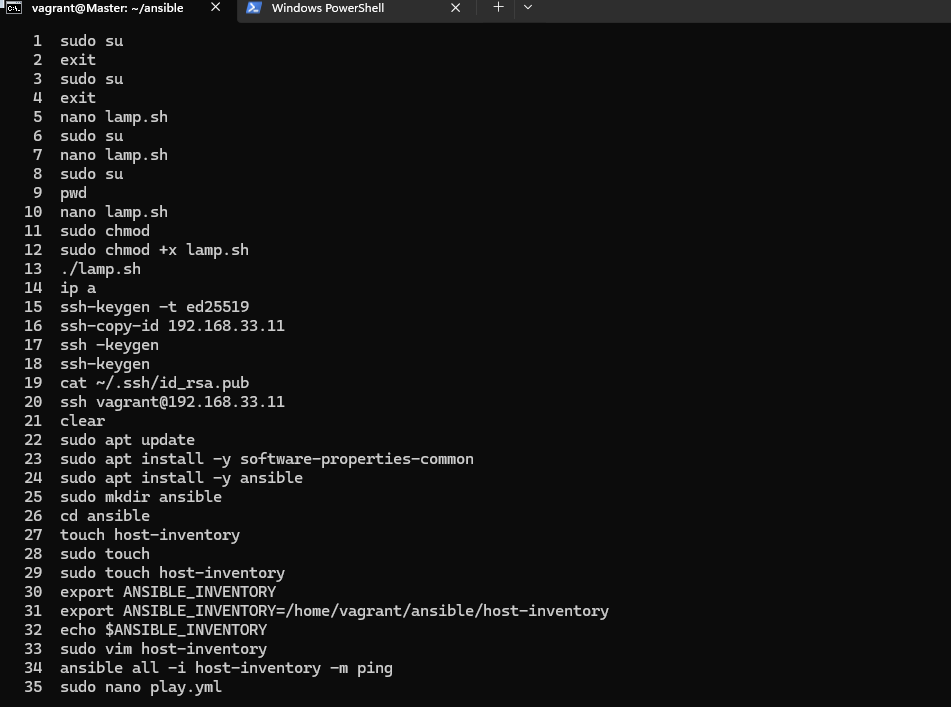 vagrant@Master: ~/ansible
Windows PowerShell
1 sudo su
2 exit
3 sudo su
4 exit
5 nano lamp.sh
6 sudo su
7 nano lamp.sh
8 sudo su
9 pwd
10 nano lamp.sh
11 sudo chmod
12 sudo chmod +x lamp.sh
13 ./lamp.sh
14 ip a
15 ssh-keygen -t ed25519
16 ssh-copy-id 192.168.33.11
17 ssh -keygen
18 ssh-keygen
19 cat ~/.ssh/id_rsa.pub
20 ssh vagrant@192.168.33.11
21 clear
22 sudo apt update
23 sudo apt install -y software-properties-common
24 sudo apt install -y ansible
25 sudo mkdir ansible
26 cd ansible
27 touch host-inventory
28 sudo touch
29 sudo touch host-inventory
30 export ANSIBLE_INVENTORY
31 export ANSIBLE_INVENTORY=/home/vagrant/ansible/host-inventory
32 echo $ANSIBLE_INVENTORY
33 sudo vim host-inventory
34 ansible all -i host-inventory -m ping
35 sudo nano play.yml